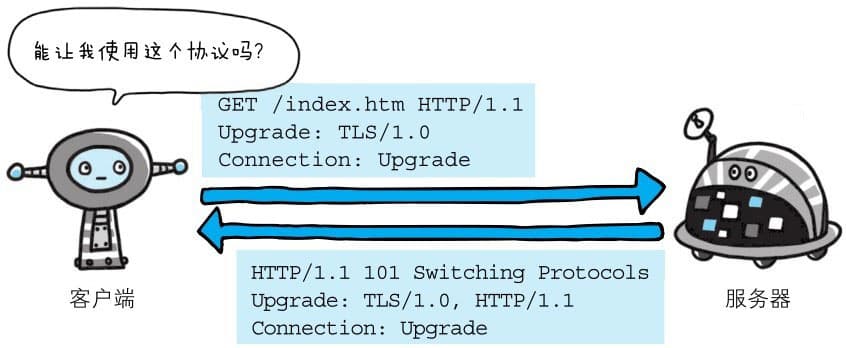 能让我使用这个协议吗?
GET /index.htm HTTP/1.1
Upgrade: TLS/1.0
Connection: Upgrade
HTTP/1.1 101 Switching Protocols
Upgrade: TLS/1.0, HTTP/1.1
Connection: Upgrade
客户端
服务器